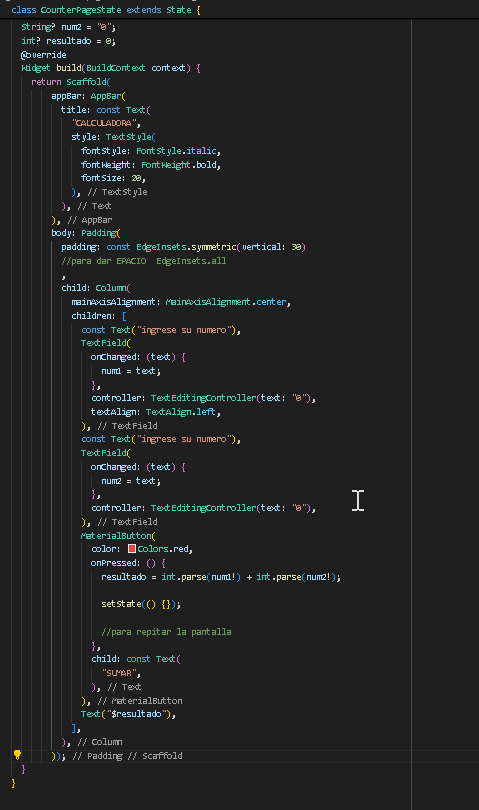 class CounterPageState extends State {
String? num2 = "0";
int? resultado = 0;
@override
Widget build(BuildContext context) {
return Scaffold(
appBar: AppBar(
title: const Text(
"CALCULADORA",
style: TextStyle(
fontStyle: FontStyle.italic,
fontWeight: FontWeight.bold,
fontSize: 20,
), // TextStyle
), // Text
), // AppBar
body: Padding(
padding: const EdgeInsets.symmetric(vertical: 30)
//para dar EPACIO  EdgeInsets.all
,
child: Column(
mainAxisAlignment: MainAxisAlignment.center,
children: [
const Text("ingrese su numero"),
TextField(
onChanged: (text) {
num1 = text;
},
controller: TextEditingController(text: "0"),
textAlign: TextAlign.left,
), // TextField
const Text("ingrese su numero"),
TextField(
onChanged: (text) {
num2 = text;
},
controller: TextEditingController(text: "0"),
), // TextField
MaterialButton(
color: Colors.red,
onPressed: () {
resultado = int.parse(num1!) + int.parse(num2!);
setState(() {});
//para repitar la pantalla
},
child: const Text(
"SUMAR",
), // Text
), // MaterialButton
Text("$resultado"),
],
), // Column
)); // Padding // Scaffold
}
}